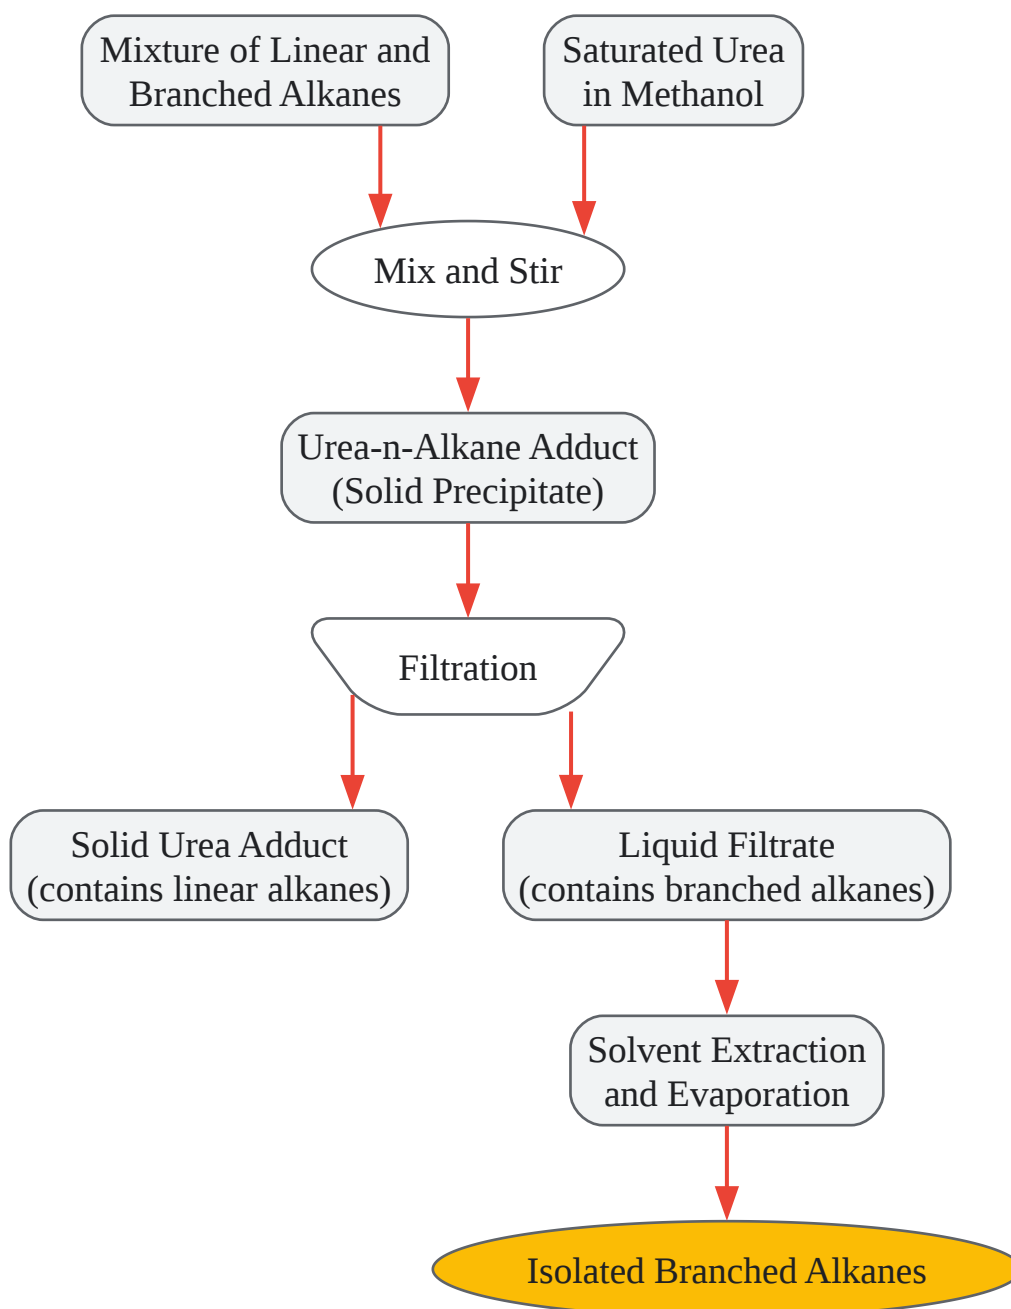 Mixture of Linear and
Branched Alkanes
Saturated Urea
in Methanol
Mix and Stir
Urea-n-Alkane Adduct
(Solid Precipitate)
Filtration
Solid Urea Adduct
(contains linear alkanes)
Liquid Filtrate
(contains branched alkanes)
Solvent Extraction
and Evaporation
Isolated Branched Alkanes